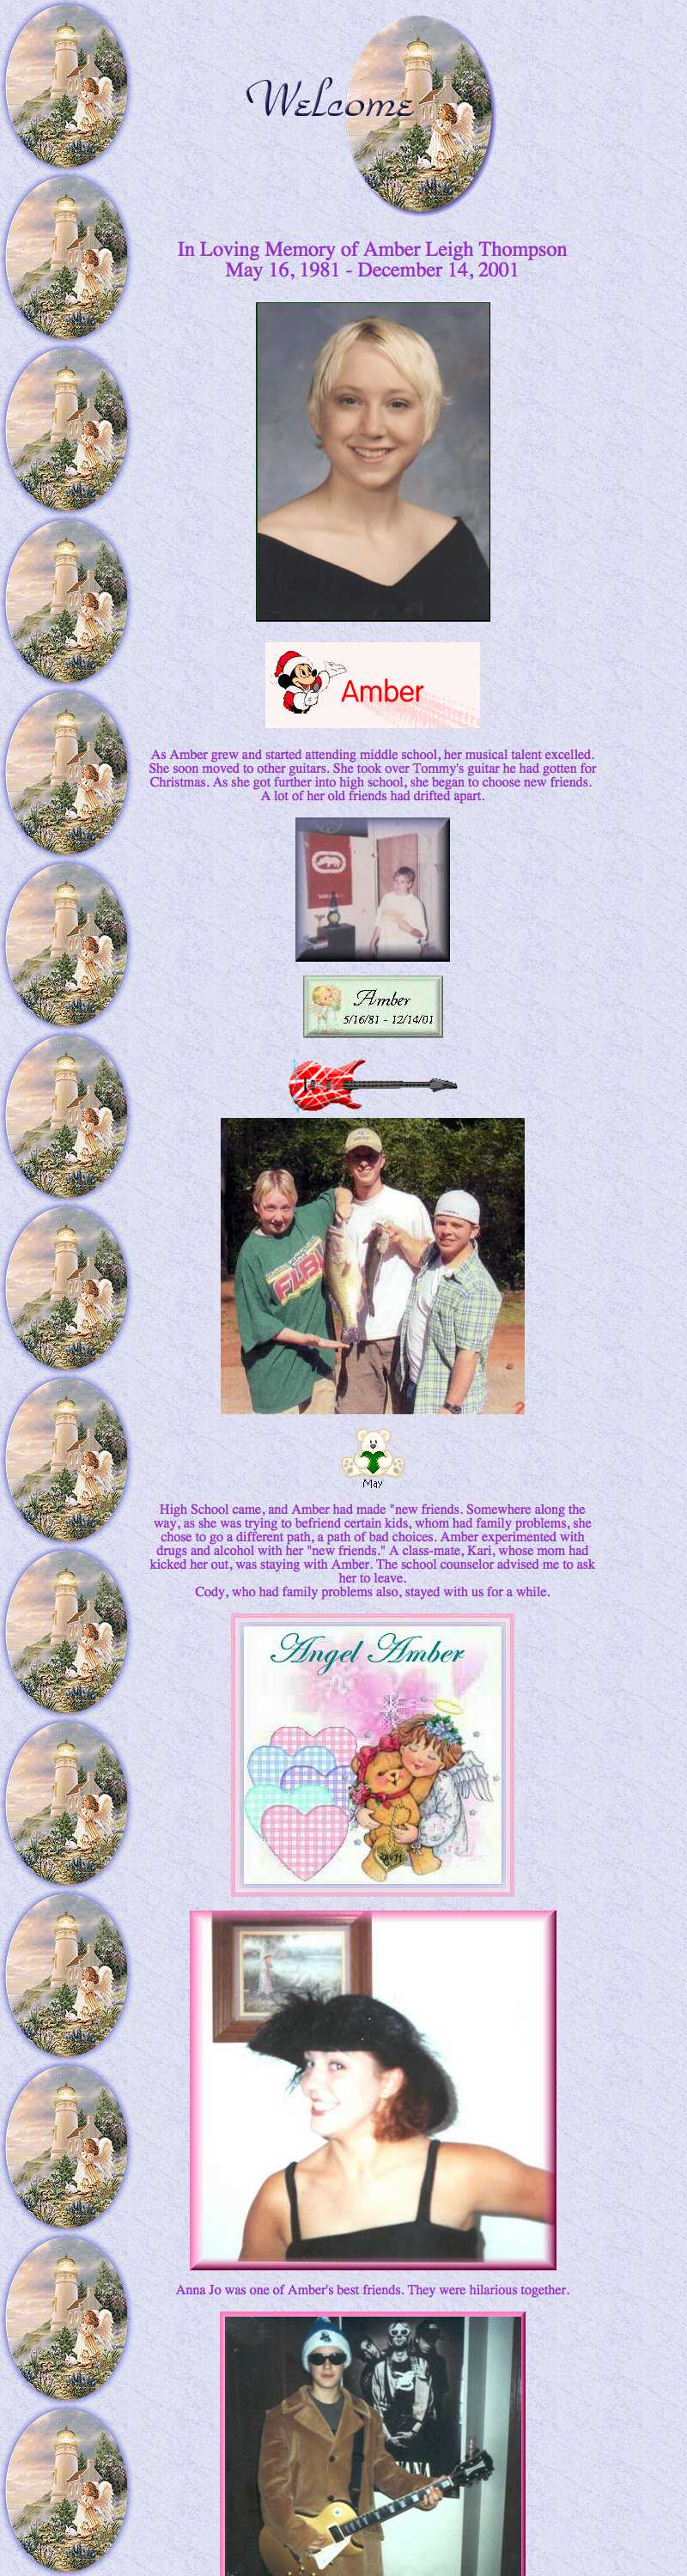 Welcome
In Loving Memory of Amber Leigh Thompson
May 16, 1981 - December 14, 2001
Amber
As Amber grew and started attending middle school, her musical talent excelled.
She soon moved to other guitars. She took over Tommy's guitar he had gotten for
Christmas. As she got further into high school, she began to choose new friends.
A lot of her old friends had drifted apart.
Amber
5/16/81 - 12/14/01
2
May
High School came, and Amber had made "new friends. Somewhere along the
way, as she was trying to befriend certain kids, whom had family problems, she
chose to go a different path, a path of bad choices. Amber experimented with
drugs and alcohol with her "new friends." A class-mate, Kari, whose mom had
kicked her out, was staying with Amber. The school counselor advised me to ask
her to leave.
Cody, who had family problems also, stayed with us for a while.
Angel Amber
Anna Jo was one of Amber's best friends. They were hilarious together.